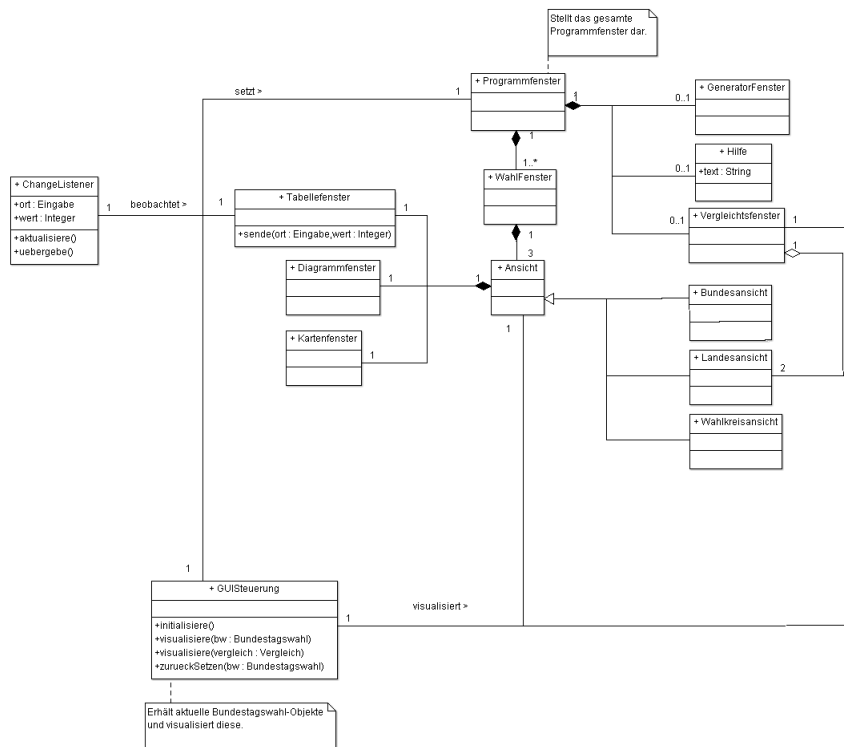 Stellt das gesamte
Programmfenster dar.
+ Programmfenster
setzt >
1
1
1
1
0..1
+ GeneratorFenster
+ Hilfe
+text : String
0..1
1..*
+ WahlFenster
+ ChangeListener
+ort : Eingabe
+wert : Integer
+aktualisiere()
+uebergebe()
1
beobachtet >
1
+ Tabellefenster
+sende(ort : Eingabe,wert : Integer)
1
0..1
+ Vergleichtsfenster
1
1
1
3
+ Diagrammfenster
1
1
+ Ansicht
1
+ Bundesansicht
+ Kartenfenster
1
+ Landesansicht
2
+ Wahlkreisansicht
1
+ GUISteuerung
+initialisiere()
+visualisiere(bw : Bundestagswahl)
+visualisiere(vergleich : Vergleich)
+zurueckSetzen(bw : Bundestagswahl)
1
visualisiert >
Erhält aktuelle Bundestagswahl-Objekte
und visualisiert diese.